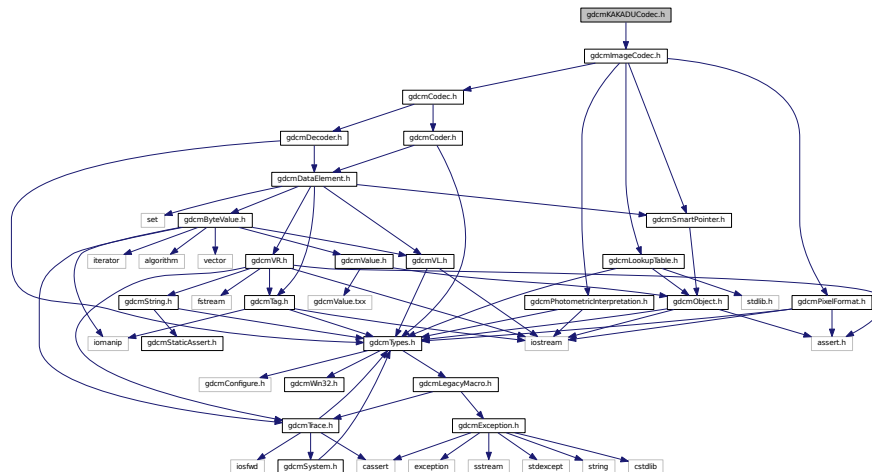 gdcmKAKADUCodec.h
gdcmImageCodec.h
gdcmCodec.h
gdcmDecoder.h
gdcmCoder.h
gdcmDataElement.h
set
gdcmByteValue.h
gdcmSmartPointer.h
iterator
algorithm
vector
gdcmVR.h
gdcmValue.h
gdcmVL.h
gdcmLookupTable.h
gdcmString.h
fstream
gdcmTag.h
gdcmValue.txx
gdcmPhotometricInterpretation.h
gdcmObject.h
stdlib.h
gdcmPixelFormat.h
iomanip
gdcmStaticAssert.h
gdcmTypes.h
iostream
assert.h
gdcmConfigure.h
gdcmWin32.h
gdcmLegacyMacro.h
gdcmTrace.h
gdcmException.h
iosfwd
gdcmSystem.h
cassert
exception
sstream
stdexcept
string
cstdlib